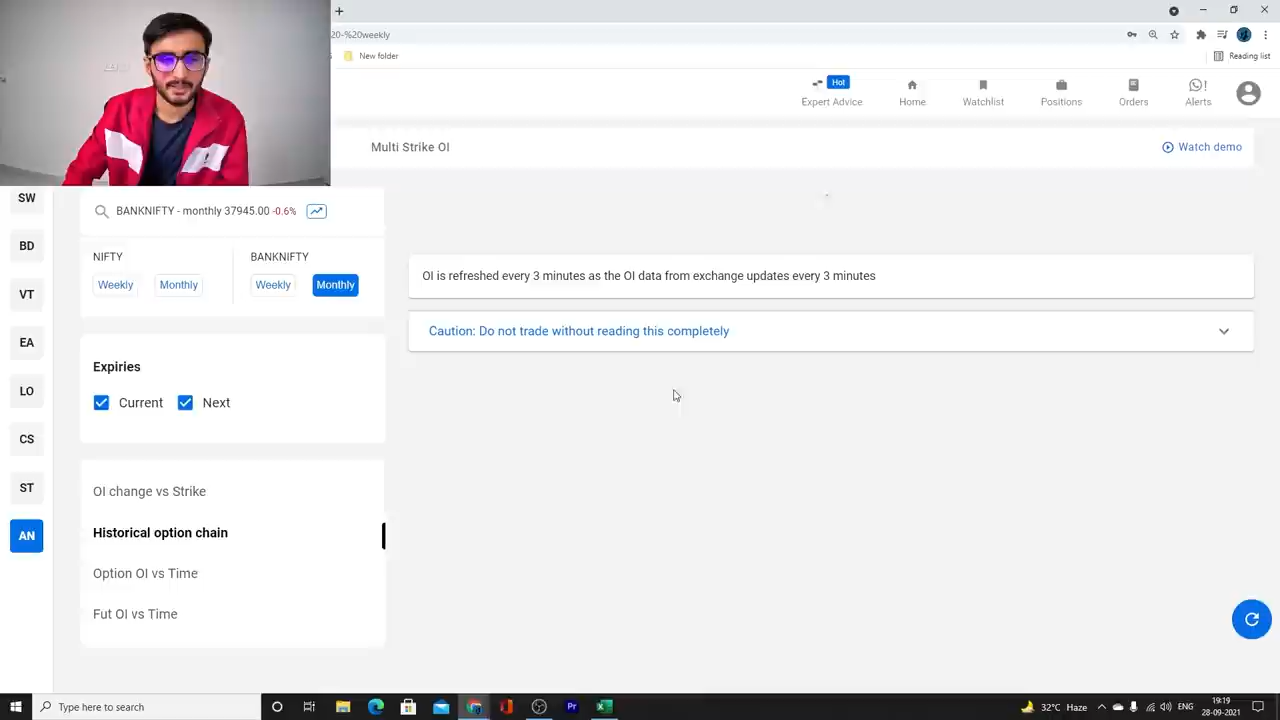 20-%20weekly
New folder
Reading list
Hot
Expert Advice
Home
Watchlist
Positions
Orders
Alerts
Multi Strike OI
Watch demo
SW
BD
VT
EA
LO
CS
ST
AN
BANKNIFTY - monthly 37945.00 -0.6%
NIFTY
BANKNIFTY
Weekly
Monthly
Weekly
Monthly
Expiries
Current
Next
OI change vs Strike
Historical option chain
Option OI vs Time
Fut OI vs Time
OI is refreshed every 3 minutes as the OI data from exchange updates every 3 minutes
Caution: Do not trade without reading this completely
Type here to search
Pr
32°C Haze
ENG
19:19
28-09-2021